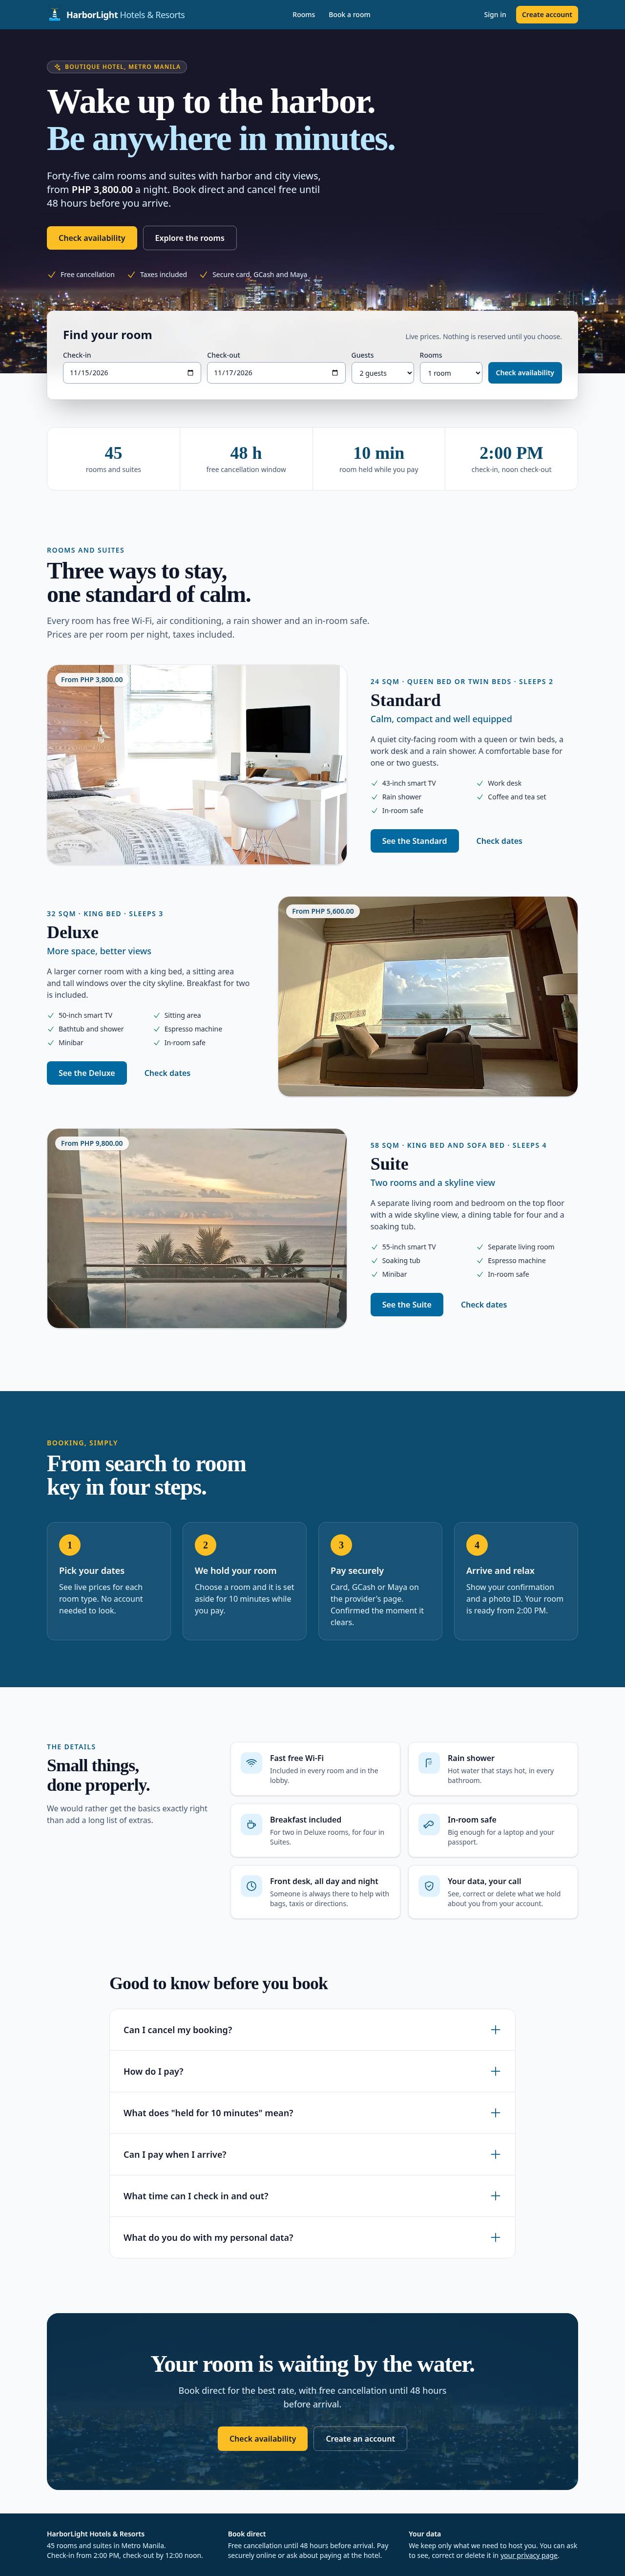 HarborLight Hotels & Resorts
Rooms
Book a room
Sign in
Create account
BOUTIQUE HOTEL, METRO MANILA
Wake up to the harbor.
Be anywhere in minutes.
Forty-five calm rooms and suites with harbor and city views,
from PHP 3,800.00 a night. Book direct and cancel free until
48 hours before you arrive.
Check availability
Explore the rooms
Free cancellation
Taxes included
Secure card, GCash and Maya
Find your room
Live prices. Nothing is reserved until you choose.
Check-in
Check-out
Guests
Rooms
11/15/2026
11/17/2026
2 guests
1 room
Check availability
45
rooms and suites
48 h
free cancellation window
10 min
room held while you pay
2:00 PM
check-in, noon check-out
ROOMS AND SUITES
Three ways to stay,
one standard of calm.
Every room has free Wi-Fi, air conditioning, a rain shower and an in-room safe.
Prices are per room per night, taxes included.
From PHP 3,800.00
24 SQM · QUEEN BED OR TWIN BEDS · SLEEPS 2
Standard
Calm, compact and well equipped
A quiet city-facing room with a queen or twin beds, a
work desk and a rain shower. A comfortable base for
one or two guests.
43-inch smart TV
Work desk
Rain shower
Coffee and tea set
In-room safe
See the Standard
Check dates
32 SQM · KING BED · SLEEPS 3
Deluxe
More space, better views
A larger corner room with a king bed, a sitting area
and tall windows over the city skyline. Breakfast for two
is included.
50-inch smart TV
Sitting area
Bathtub and shower
Espresso machine
Minibar
In-room safe
See the Deluxe
Check dates
From PHP 5,600.00
From PHP 9,800.00
58 SQM · KING BED AND SOFA BED · SLEEPS 4
Suite
Two rooms and a skyline view
A separate living room and bedroom on the top floor
with a wide skyline view, a dining table for four and a
soaking tub.
55-inch smart TV
Separate living room
Soaking tub
Espresso machine
Minibar
In-room safe
See the Suite
Check dates
BOOKING, SIMPLY
From search to room
key in four steps.
1
Pick your dates
See live prices for each
room type. No account
needed to look.
2
We hold your room
Choose a room and it is set
aside for 10 minutes while
you pay.
3
Pay securely
Card, GCash or Maya on
the provider's page.
Confirmed the moment it
clears.
4
Arrive and relax
Show your confirmation
and a photo ID. Your room
is ready from 2:00 PM.
THE DETAILS
Small things,
done properly.
We would rather get the basics exactly right
than add a long list of extras.
Fast free Wi-Fi
Included in every room and in the
lobby.
Rain shower
Hot water that stays hot, in every
bathroom.
Breakfast included
For two in Deluxe rooms, for four in
Suites.
In-room safe
Big enough for a laptop and your
passport.
Front desk, all day and night
Someone is always there to help with
bags, taxis or directions.
Your data, your call
See, correct or delete what we hold
about you from your account.
Good to know before you book
Can I cancel my booking?
How do I pay?
What does "held for 10 minutes" mean?
Can I pay when I arrive?
What time can I check in and out?
What do you do with my personal data?
Your room is waiting by the water.
Book direct for the best rate, with free cancellation until 48 hours
before arrival.
Check availability
Create an account
HarborLight Hotels & Resorts
45 rooms and suites in Metro Manila.
Check-in from 2:00 PM, check-out by 12:00 noon.
Book direct
Free cancellation until 48 hours before arrival. Pay
securely online or ask about paying at the hotel.
Your data
We keep only what we need to host you. You can ask
to see, correct or delete it in your privacy page.